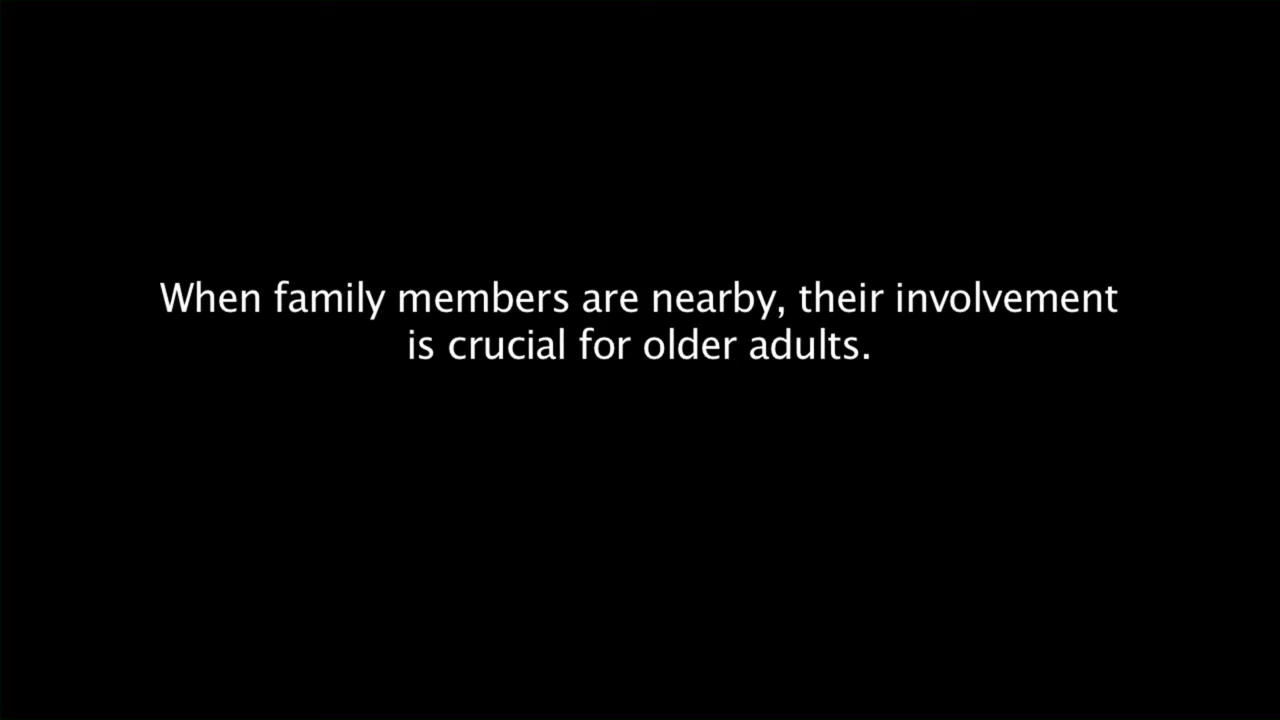 When family members are nearby, their involvement
is crucial for older adults.